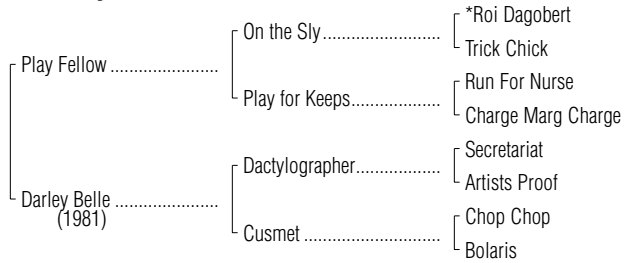 *Roi Dagobert
On the Sly
Trick Chick
Play Fellow
Run For Nurse
Play for Keeps
Charge Marg Charge
Secretariat
Dactylographer
Artists Proof
Darley Belle
(1981)
Chop Chop
Cusmet
Bolaris